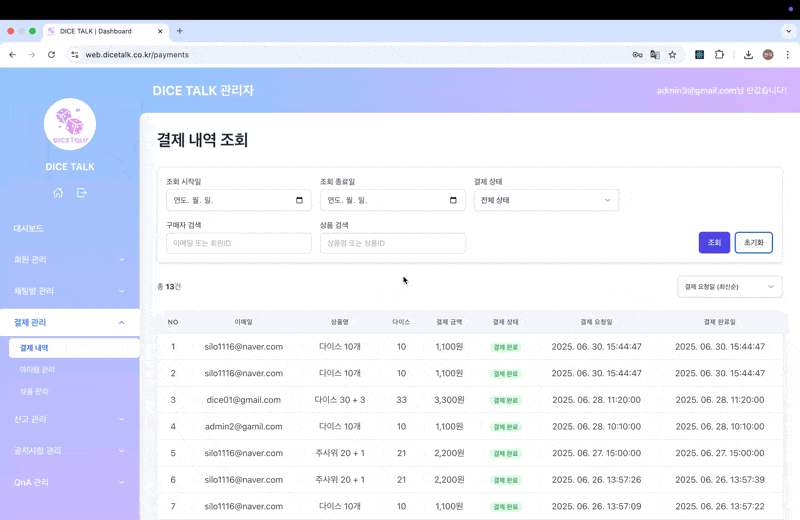 DICE TALK | Dashboard
web.dicetalk.co.kr/payments
DICE TALK 관리자
admin3@gmail.com님 반갑습니다!
DICE TALK
DICE TALK
대시보드
회원 관리
채팅방 관리
결제 관리
결제 내역
아이템 관리
상품 관리
신고 관리
공지사항 관리
QnA 관리
결제 내역 조회
조회 시작일
조회 종료일
결제 상태
연도. 월. 일.
연도. 월. 일.
전체 상태
구매자 검색
상품 검색
이메일 또는 회원ID
상품명 또는 상품ID
조회
초기화
총 13건
결제 요청일 (최신순)
NO 이메일 상품명 다이스 결제 금액 결제 상태 결제 요청일 결제 완료일
1 silo1116@naver.com 다이스 10개 10 1,100원 결제 완료 2025. 06. 30. 15:44:47 2025. 06. 30. 15:44:47
2 silo1116@naver.com 다이스 10개 10 1,100원 결제 완료 2025. 06. 30. 15:44:47 2025. 06. 30. 15:44:47
3 dice01@gmail.com 다이스 30 + 3 33 3,300원 결제 완료 2025. 06. 28. 11:20:00 2025. 06. 28. 11:20:00
4 admin2@gamil.com 다이스 10개 10 1,100원 결제 완료 2025. 06. 28. 10:10:00 2025. 06. 28. 10:10:00
5 silo1116@naver.com 주사위 20 + 1 21 2,200원 결제 완료 2025. 06. 27. 15:00:00 2025. 06. 27. 15:00:00
6 silo1116@naver.com 주사위 20 + 1 21 2,200원 결제 완료 2025. 06. 26. 13:57:26 2025. 06. 26. 13:57:39
7 silo1116@naver.com 다이스 10개 10 1,100원 결제 완료 2025. 06. 26. 13:57:09 2025. 06. 26. 13:57:22